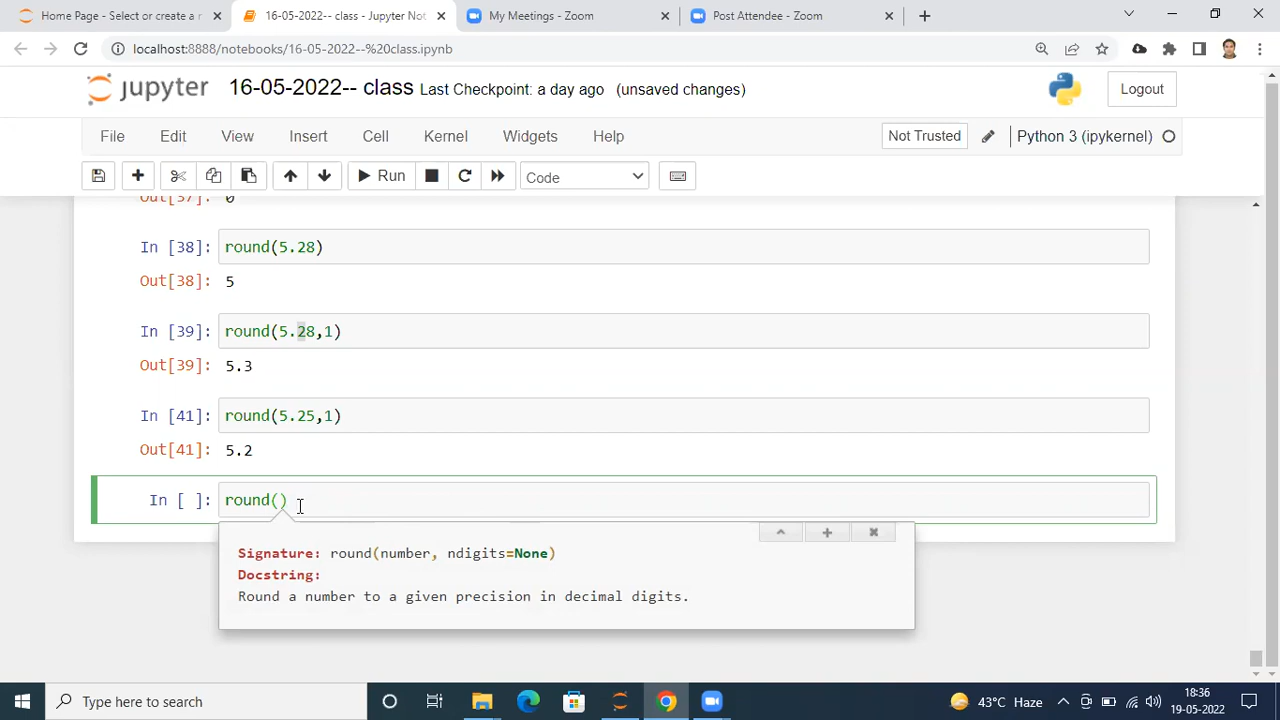 Home Page - Select or create a n
16-05-2022-- class - Jupyter Not
My Meetings - Zoom
Post Attendee - Zoom
localhost:8888/notebooks/16-05-2022--%20class.ipynb
jupyter 16-05-2022-- class Last Checkpoint: a day ago (unsaved changes) Logout
File Edit View Insert Cell Kernel Widgets Help Not Trusted Python 3 (ipykernel)
Run Code
Out[37]: 0
In [38]: round(5.28)
Out[38]: 5
In [39]: round(5.28,1)
Out[39]: 5.3
In [41]: round(5.25,1)
Out[41]: 5.2
In [ ]: round()
Signature: round(number, ndigits=None)
Docstring:
Round a number to a given precision in decimal digits.
Type here to search
43°C Haze
18:36
19-05-2022